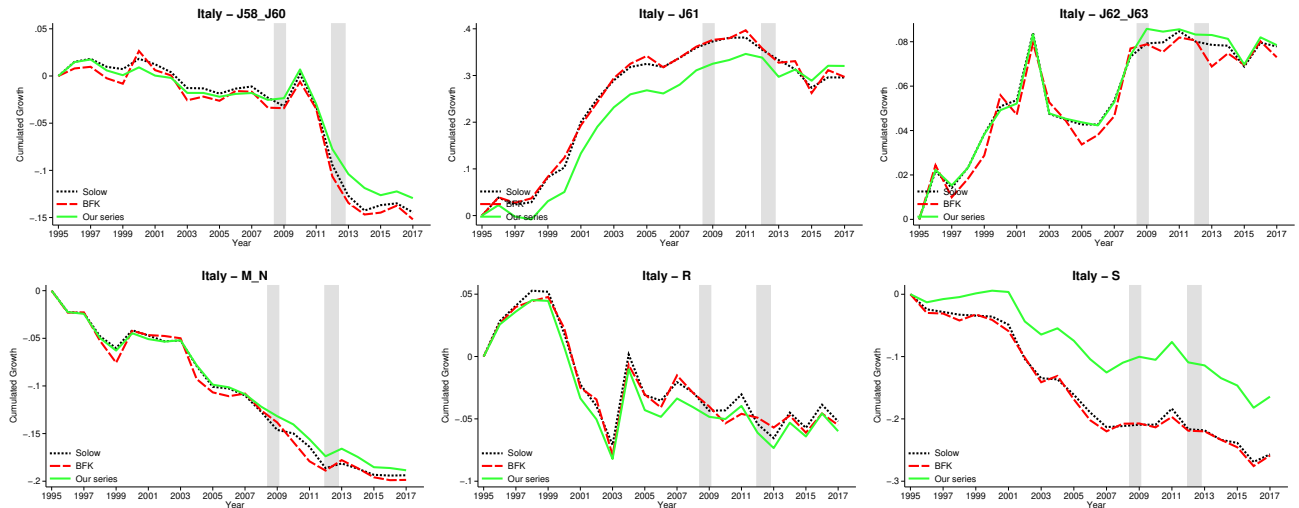 Italy – J58_J60
Cumulated Growth
.05
0
−.05
−.1
−.15
Solow
BFK
Our series
1995 1997 1999 2001 2003 2005 2007 2009 2011 2013 2015 2017
Year
Italy – J61
Cumulated Growth
.4
.3
.2
.1
0
Solow
BFK
Our series
1995 1997 1999 2001 2003 2005 2007 2009 2011 2013 2015 2017
Year
Italy – J62_J63
Cumulated Growth
.08
.06
.04
.02
0
Solow
BFK
Our series
1995 1997 1999 2001 2003 2005 2007 2009 2011 2013 2015 2017
Year
Italy – M_N
Cumulated Growth
0
−.05
−.1
−.15
−.2
Solow
BFK
Our series
1995 1997 1999 2001 2003 2005 2007 2009 2011 2013 2015 2017
Year
Italy – R
Cumulated Growth
.05
0
−.05
−.1
Solow
BFK
Our series
1995 1997 1999 2001 2003 2005 2007 2009 2011 2013 2015 2017
Year
Italy – S
Cumulated Growth
0
−.1
−.2
−.3
Solow
BFK
Our series
1995 1997 1999 2001 2003 2005 2007 2009 2011 2013 2015 2017
Year